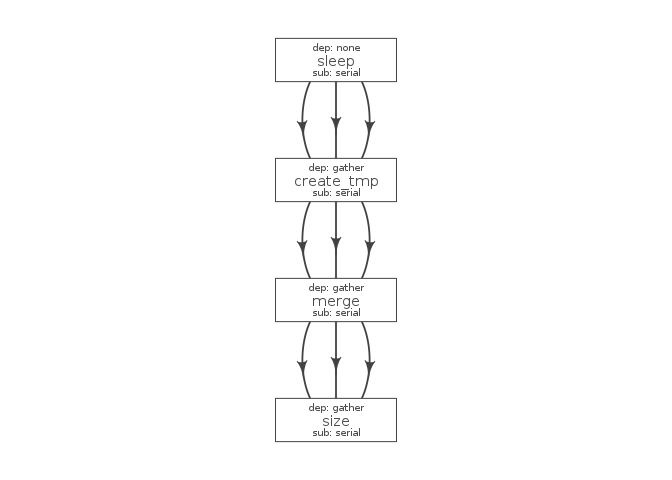 dep: none
sleep
sub: serial
dep: gather
create_tmp
sub: serial
dep: gather
merge
sub: serial
dep: gather
size
sub: serial